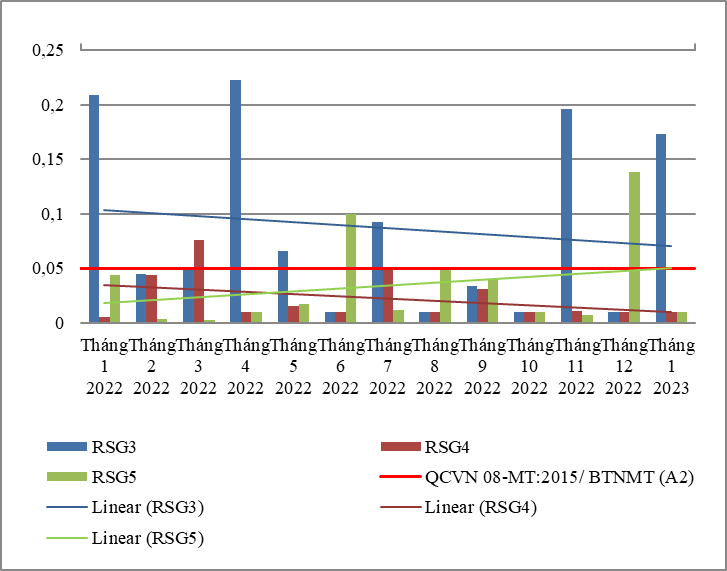 0,25
0,2
0,15
0,1
0,05
0
Tháng Tháng Tháng Tháng Tháng Tháng Tháng Tháng Tháng Tháng Tháng Tháng Tháng
1 2 3 4 5 6 7 8 9 10 11 12 1
2022 2022 2022 2022 2022 2022 2022 2022 2022 2022 2022 2022 2023
RSG3 RSG4
RSG5 QCVN 08-MT:2015/ BTNMT (A2)
Linear (RSG3) Linear (RSG4)
Linear (RSG5)